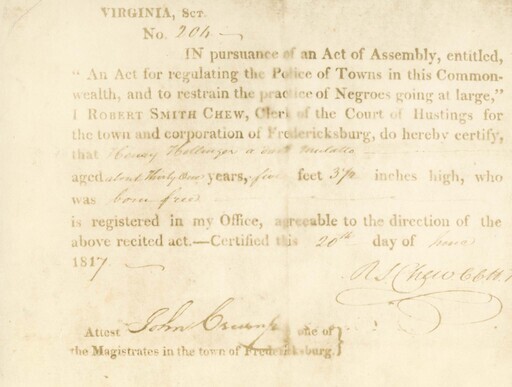 VIRGINIA, Sct.
No. 204
IN pursuance of an Act of Assembly, entitled,
" An Act for regulating the Police of Towns in this Common-
wealth, and to restrain the practice of Negroes going at large,"
I ROBERT SMITH CHEW, Clerk of the Court of Hustings for
the town and corporation of Fredericksburg, do hereby certify,
that Henry a dark mulatto
aged about thirty one years, five feet 3½ inches high, who
was born free
is registered in my Office, agreeable to the direction of the
above recited act.—Certified this 20th day of
1817
R S Chew
Attest John Crump one of
the Magistrates in the town of Fredericksburg.